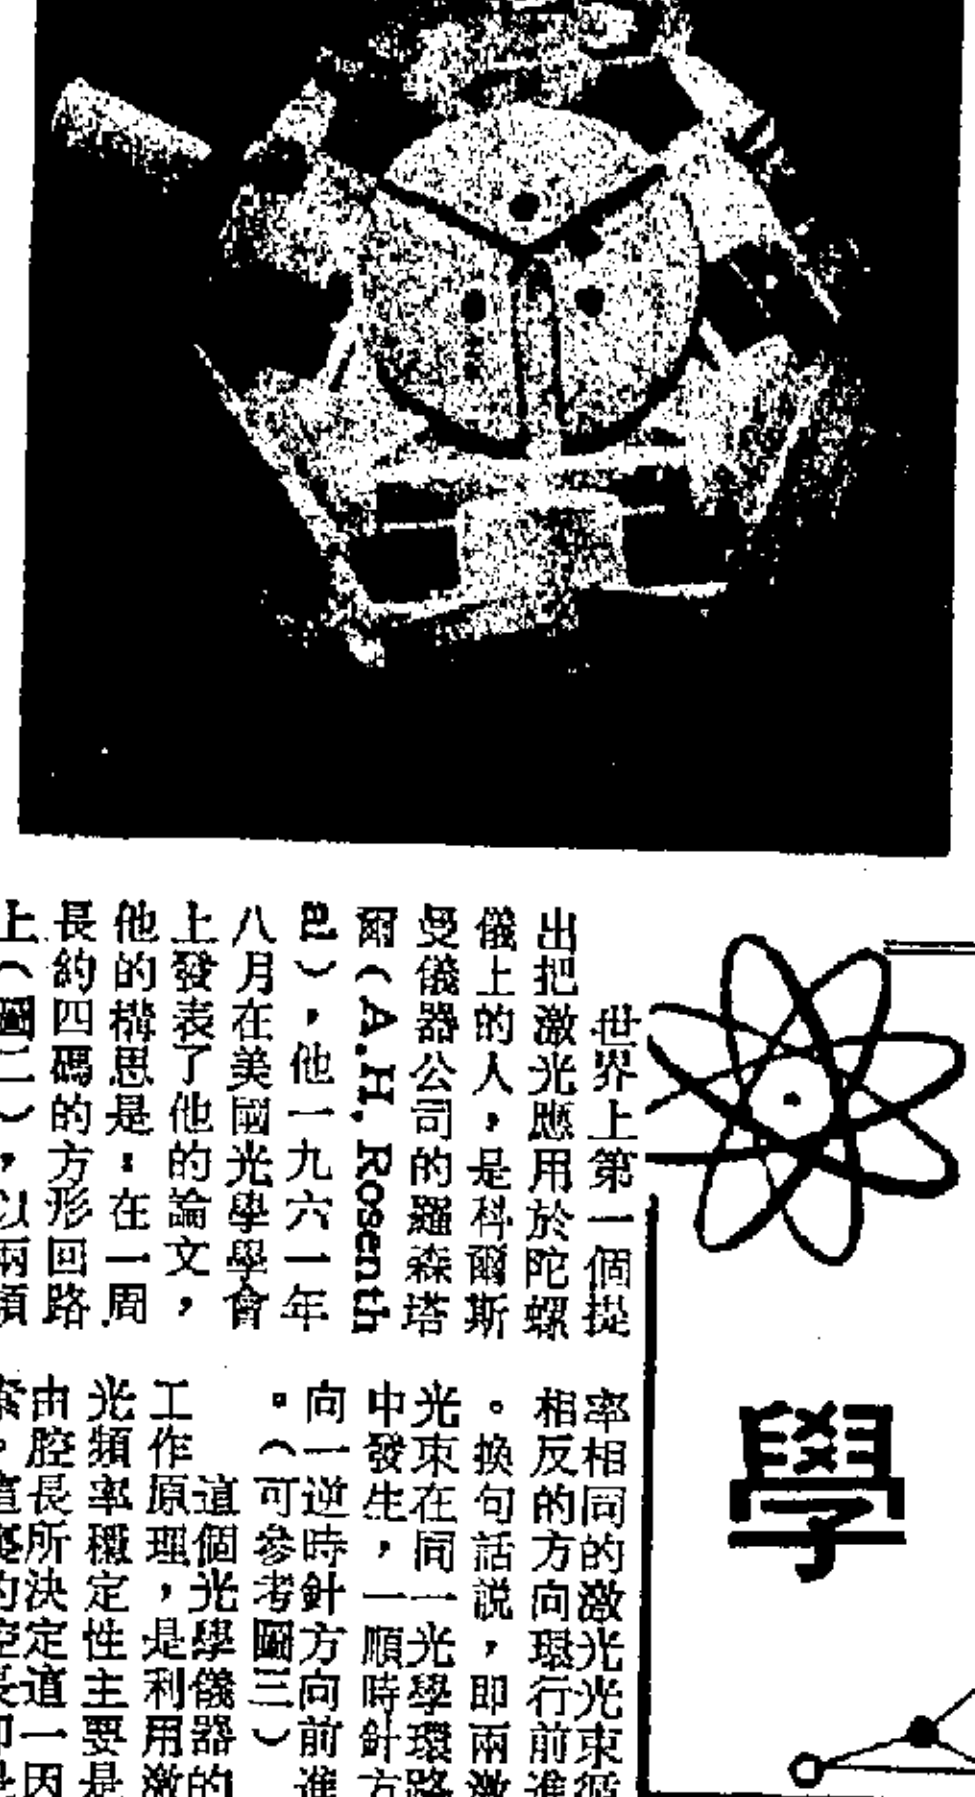 學
世界上第一個提
出把激光應用於陀螺
儀上的人，是科爾斯
曼儀器公司的羅森塔
爾（A.H. Rosenth
al），他一九六一年
八月在美國光學學會
上發表了他的論文，
他的構思是：在一周
長約四碼的方形回路
上（圖二），以兩頻
率相同的激光光束循
相反的方向環行前進
。換句話説，即兩激
光束在同一光學環路
中發生，一順時針方
向一逆時針方向前進
。（可參考圖三）
這個光學儀器的
工作原理，是利用激
光頻率穩定性主要是
由腔長所決定這一因